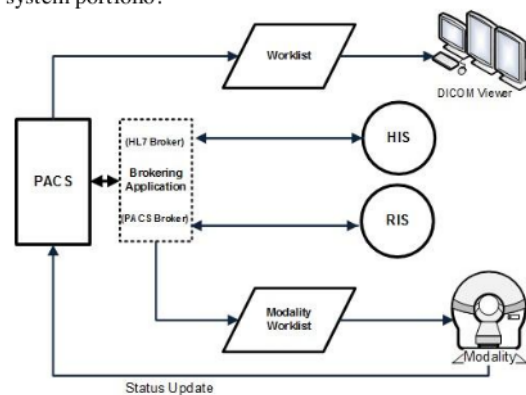 system portfolio?
Worklist
DICOM Viewer
(HL7 Broker)
HIS
PACS
Brokering
Application
(PACS Broker)
RIS
Modality
Worklist
Modality
Status Update